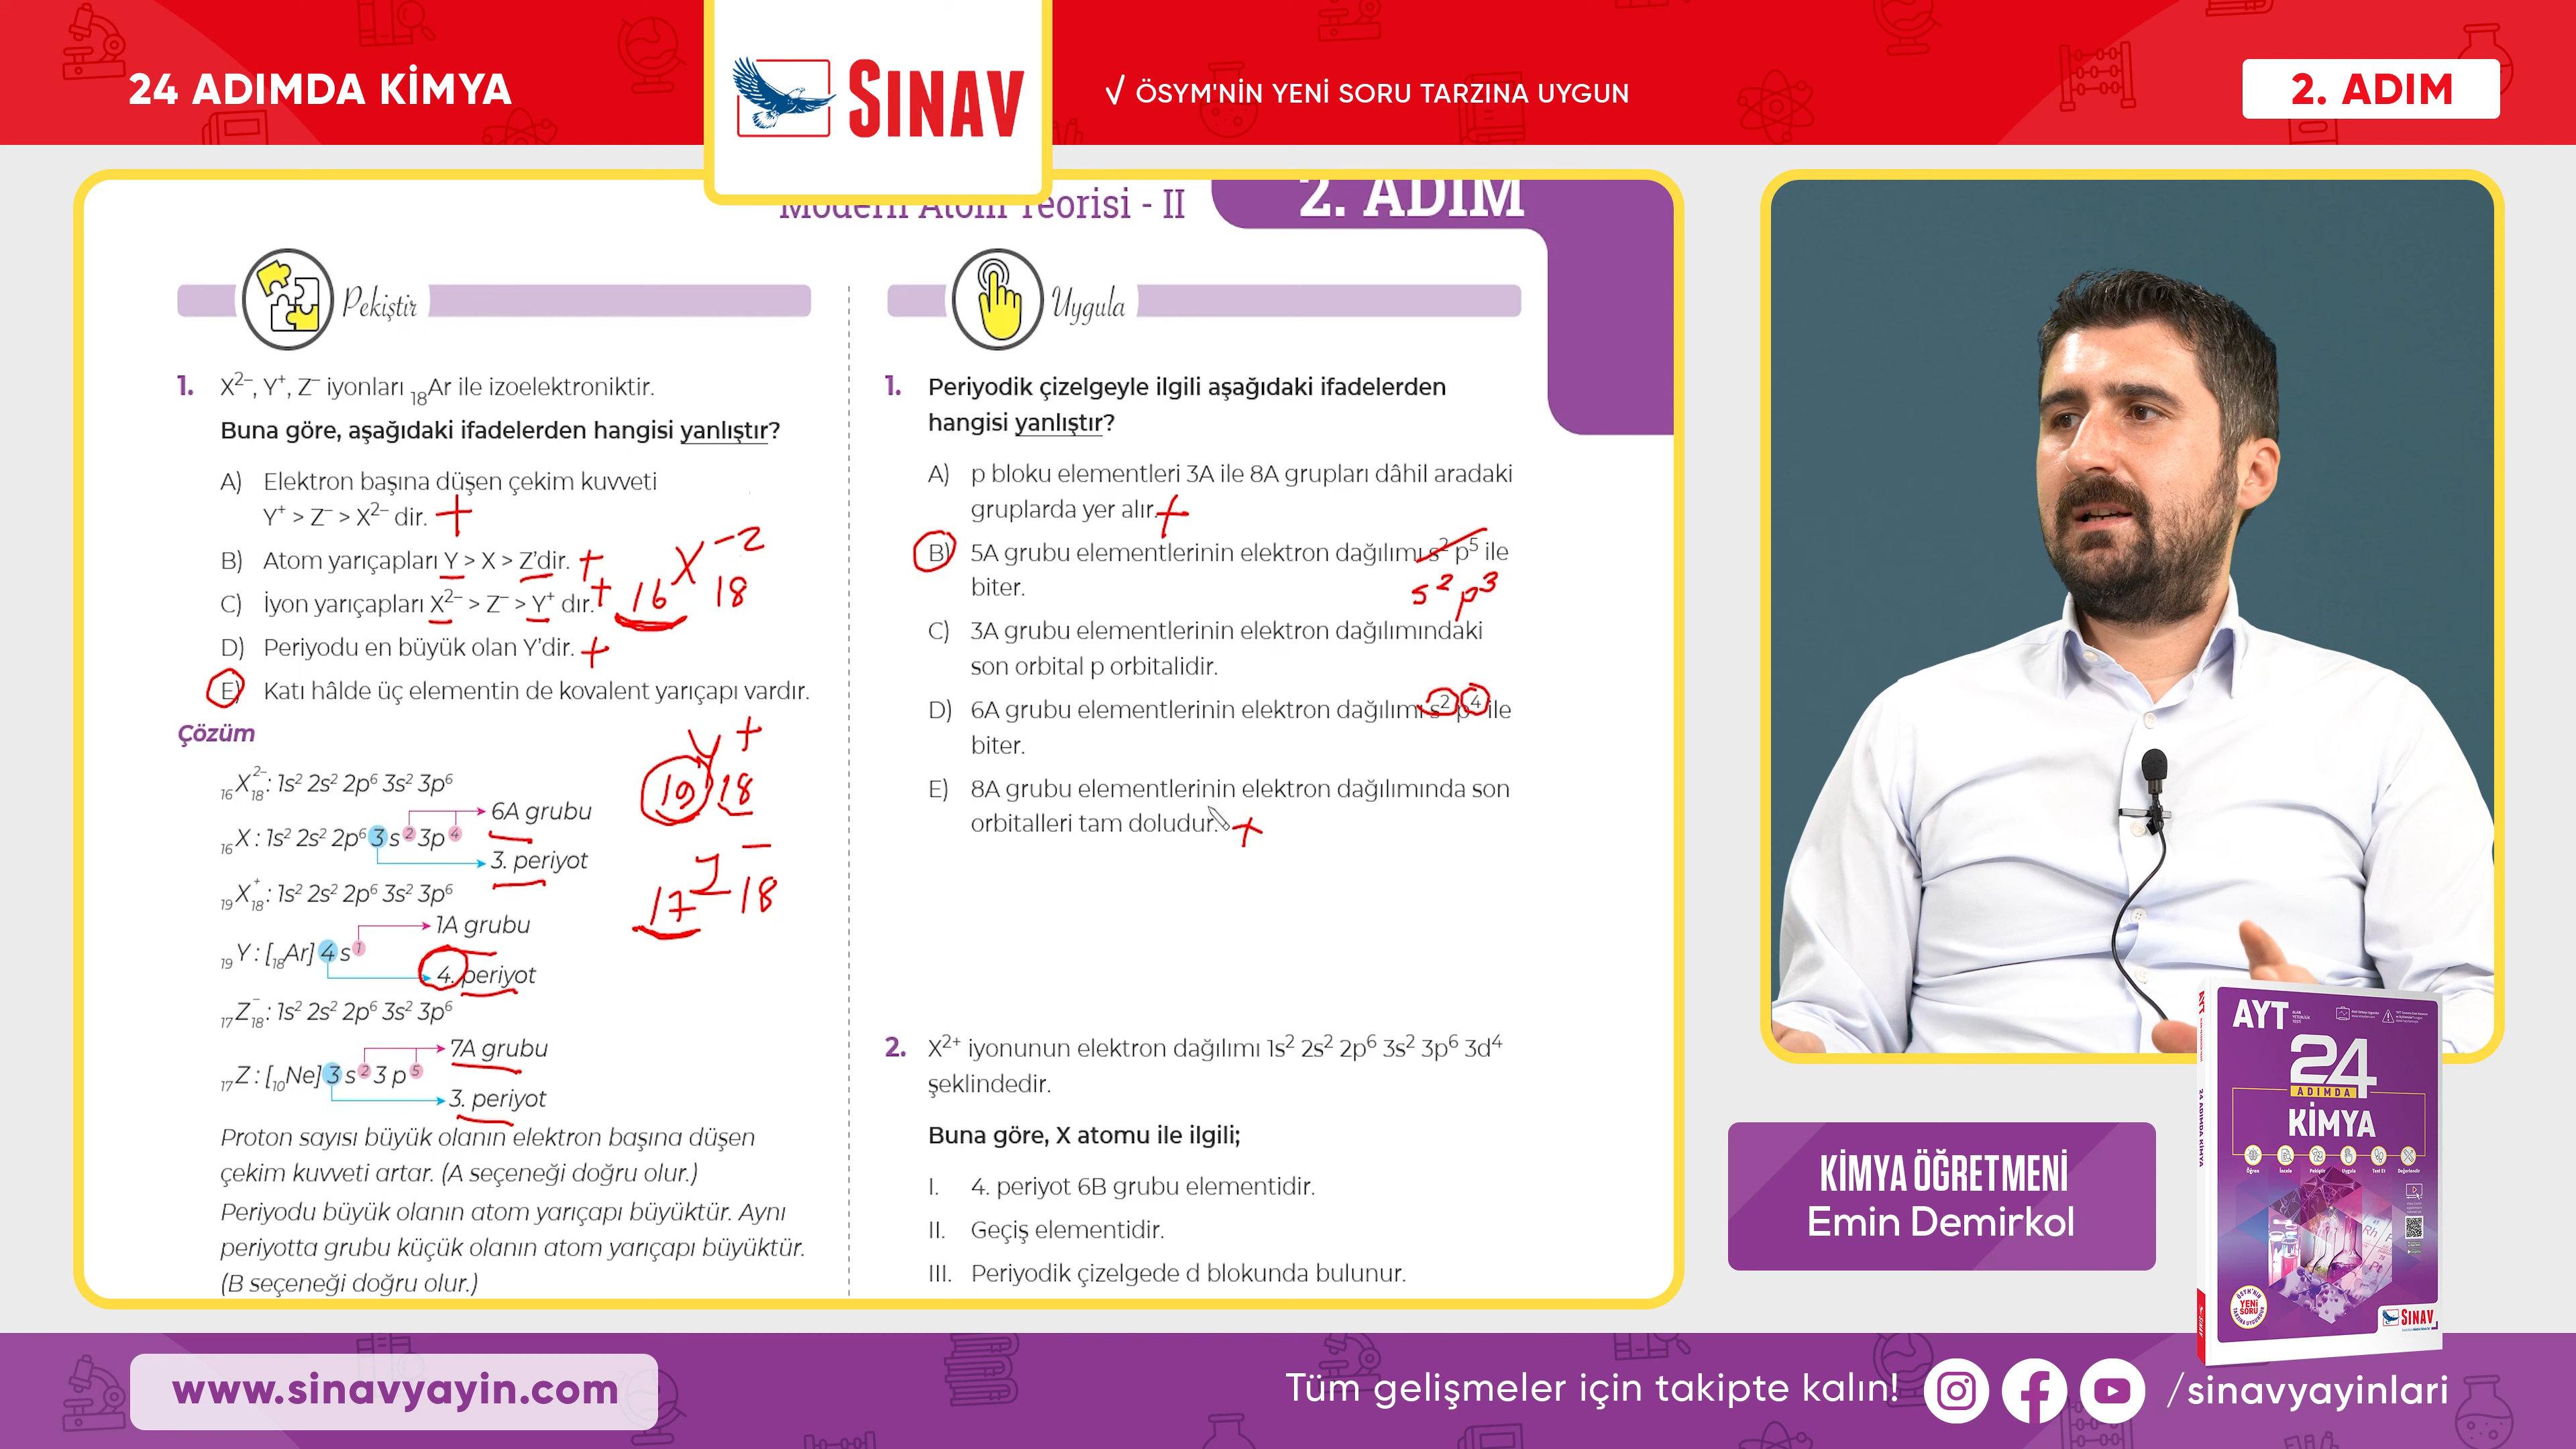 24 ADIMDA KİMYA
SINAV
√ ÖSYM'NİN YENİ SORU TARZINA UYGUN
2. ADIM
Modern Atom Teorisi - II
2. ADIM
Pekiştir
1. X²⁻, Y⁺, Z⁻ iyonları ₁₈Ar ile izoelektroniktir.
Buna göre, aşağıdaki ifadelerden hangisi yanlıştır?
A) Elektron başına düşen çekim kuvveti
Y⁺ > Z⁻ > X²⁻ dir. +
B) Atom yarıçapları Y > X > Z'dir. +
C) İyon yarıçapları X²⁻ > Z⁻ > Y⁺ dır. +
D) Periyodu en büyük olan Y'dir. +
E) Katı hâlde üç elementin de kovalent yarıçapı vardır.
16 X⁻² 18
19 Y⁺ 18
17 Z⁻ 18
Çözüm
₁₆X²⁻₁₈: 1s² 2s² 2p⁶ 3s² 3p⁶
6A grubu
₁₆X : 1s² 2s² 2p⁶ 3s² 3p⁴
3. periyot
₁₉X⁺₁₈: 1s² 2s² 2p⁶ 3s² 3p⁶
1A grubu
₁₉Y : [₁₈Ar] 4s¹
4. periyot
₁₇Z⁻₁₈: 1s² 2s² 2p⁶ 3s² 3p⁶
7A grubu
₁₇Z : [₁₀Ne] 3s² 3p⁵
3. periyot
Proton sayısı büyük olanın elektron başına düşen
çekim kuvveti artar. (A seçeneği doğru olur.)
Periyodu büyük olanın atom yarıçapı büyüktür. Aynı
periyotta grubu küçük olanın atom yarıçapı büyüktür.
(B seçeneği doğru olur.)
Uygula
1. Periyodik çizelgeyle ilgili aşağıdaki ifadelerden
hangisi yanlıştır?
A) p bloku elementleri 3A ile 8A grupları dâhil aradaki
gruplarda yer alır. +
B) 5A grubu elementlerinin elektron dağılımı s² p⁵ ile
biter.
s² p³
C) 3A grubu elementlerinin elektron dağılımındaki
son orbital p orbitalidir.
D) 6A grubu elementlerinin elektron dağılımı s² p⁴ ile
biter.
E) 8A grubu elementlerinin elektron dağılımında son
orbitalleri tam doludur. +
2. X²⁺ iyonunun elektron dağılımı 1s² 2s² 2p⁶ 3s² 3p⁶ 3d⁴
şeklindedir.
Buna göre, X atomu ile ilgili;
I. 4. periyot 6B grubu elementidir.
II. Geçiş elementidir.
III. Periyodik çizelgede d blokunda bulunur.
KİMYA ÖĞRETMENİ
Emin Demirkol
AYT
24
ADIMDA
KİMYA
ÖSYM'NİN
YENİ
SORU
SINAV
www.sinavyayin.com
Tüm gelişmeler için takipte kalın!
/sinavyayinlari